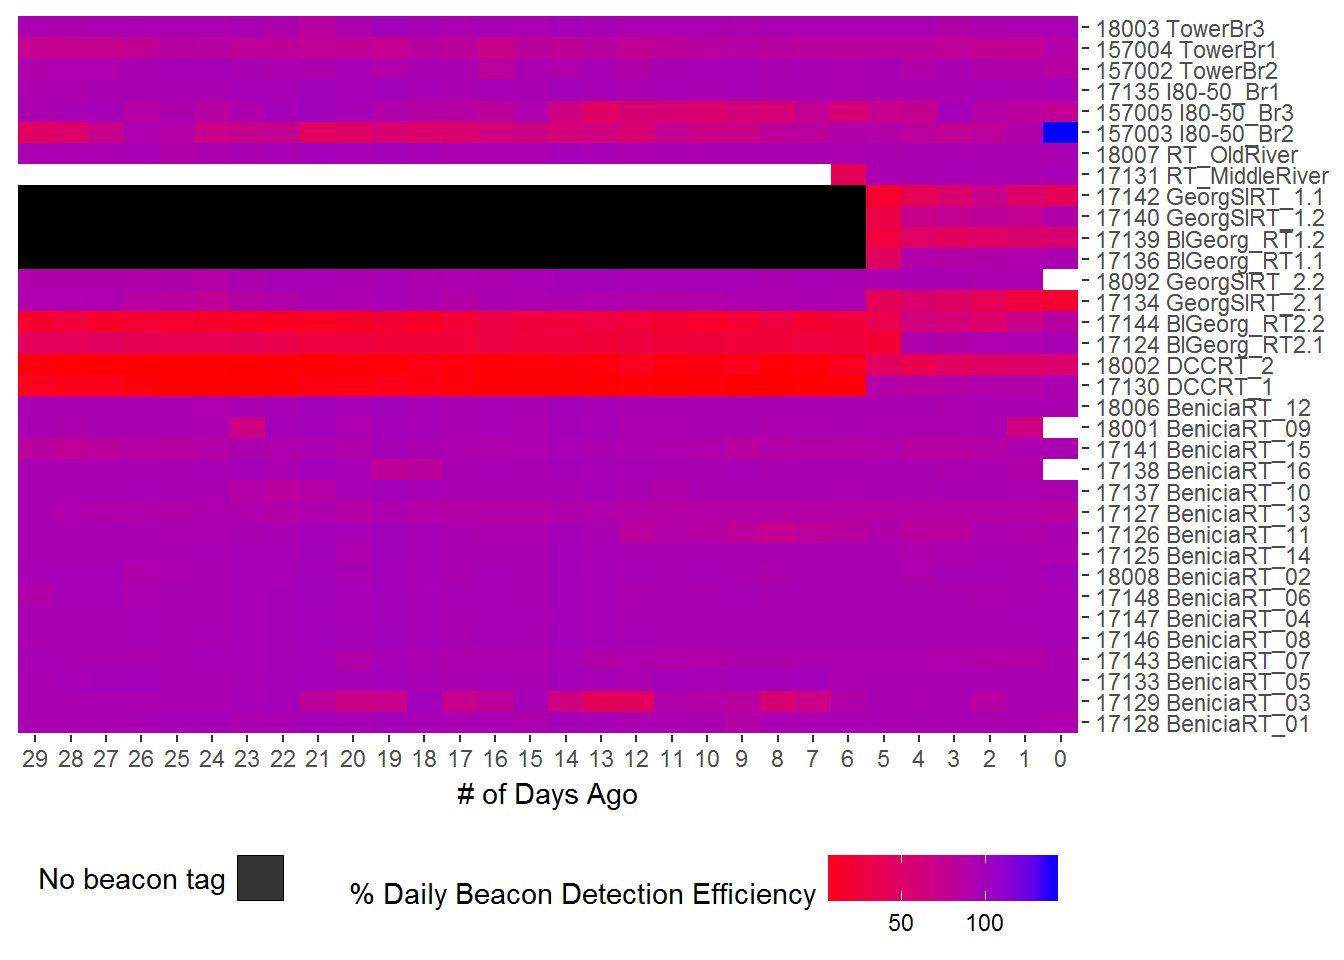 18003 TowerBr3
157004 TowerBr1
157002 TowerBr2
17135 I80-50_Br1
157005 I80-50_Br3
157003 I80-50_Br2
18007 RT_OldRiver
17131 RT_MiddleRiver
17142 GeorgSlRT_1.1
17140 GeorgSlRT_1.2
17139 BlGeorg_RT1.2
17136 BlGeorg_RT1.1
18092 GeorgSlRT_2.2
17134 GeorgSlRT_2.1
17144 BlGeorg_RT2.2
17124 BlGeorg_RT2.1
18002 DCCRT_2
17130 DCCRT_1
18006 BeniciaRT_12
18001 BeniciaRT_09
17141 BeniciaRT_15
17138 BeniciaRT_16
17137 BeniciaRT_10
17127 BeniciaRT_13
17126 BeniciaRT_11
17125 BeniciaRT_14
18008 BeniciaRT_02
17148 BeniciaRT_06
17147 BeniciaRT_04
17146 BeniciaRT_08
17143 BeniciaRT_07
17133 BeniciaRT_05
17129 BeniciaRT_03
17128 BeniciaRT_01
29 28 27 26 25 24 23 22 21 20 19 18 17 16 15 14 13 12 11 10 9 8 7 6 5 4 3 2 1 0
# of Days Ago
No beacon tag
% Daily Beacon Detection Efficiency
50 100